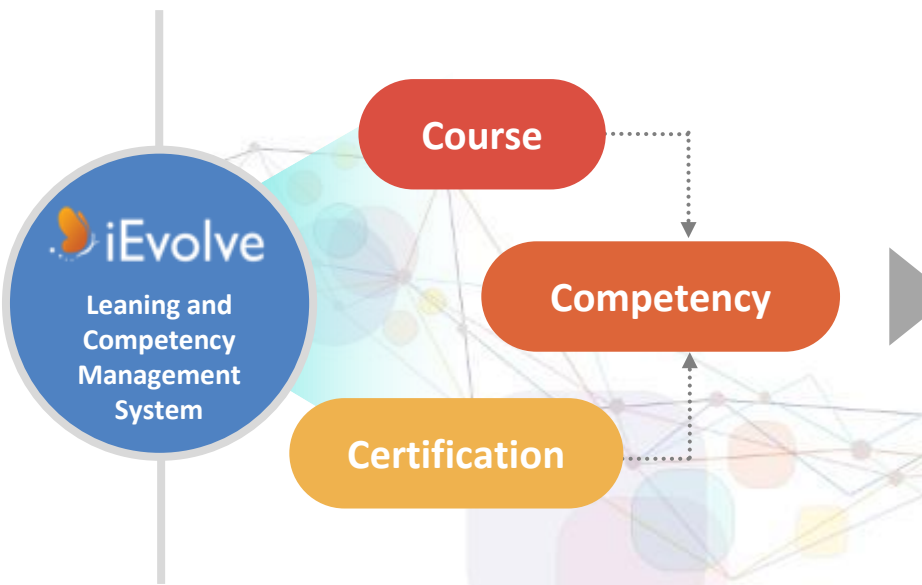 Course
iEvolve
Leaning and
Competency
Management
System
Competency
Certification